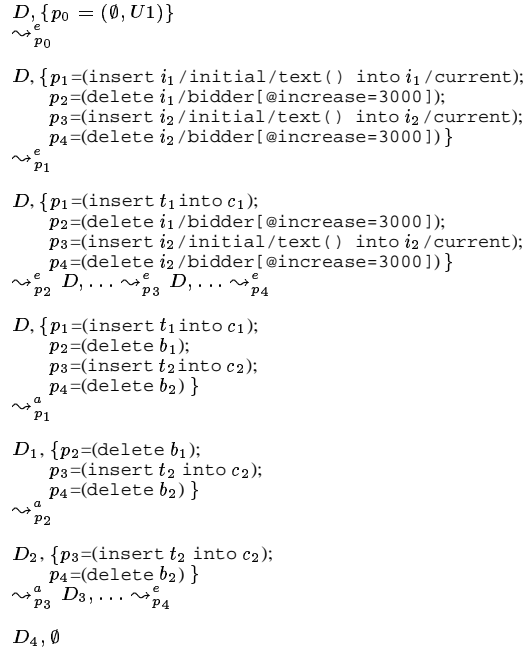 D, {p₀ = (∅, U1)}
⇝ᵉ_p₀
D, {p₁=(insert i₁/initial/text() into i₁/current);
p₂=(delete i₁/bidder[@increase=3000]);
p₃=(insert i₂/initial/text() into i₂/current);
p₄=(delete i₂/bidder[@increase=3000])}
⇝ᵉ_p₁
D, {p₁=(insert t₁ into c₁);
p₂=(delete i₁/bidder[@increase=3000]);
p₃=(insert i₂/initial/text() into i₂/current);
p₄=(delete i₂/bidder[@increase=3000])}
⇝ᵉ_p₂ D, ... ⇝ᵉ_p₃ D, ... ⇝ᵉ_p₄
D, {p₁=(insert t₁ into c₁);
p₂=(delete b₁);
p₃=(insert t₂ into c₂);
p₄=(delete b₂) }
⇝ᵃ_p₁
D₁, {p₂=(delete b₁);
p₃=(insert t₂ into c₂);
p₄=(delete b₂) }
⇝ᵃ_p₂
D₂, {p₃=(insert t₂ into c₂);
p₄=(delete b₂) }
⇝ᵃ_p₃ D₃, ... ⇝ᵉ_p₄
D₄, ∅